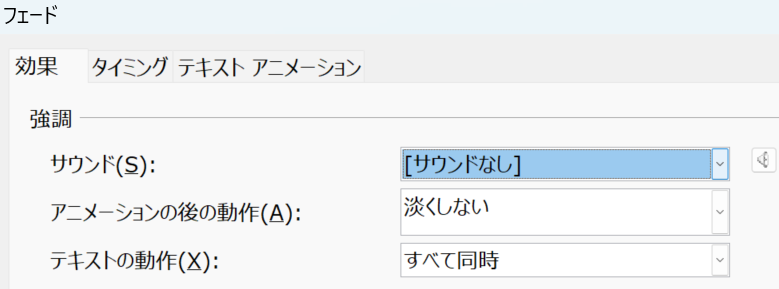 フェード
効果 タイミング テキスト アニメーション
強調
サウンド(S): [サウンドなし]
アニメーションの後の動作(A): 淡くしない
テキストの動作(X): すべて同時